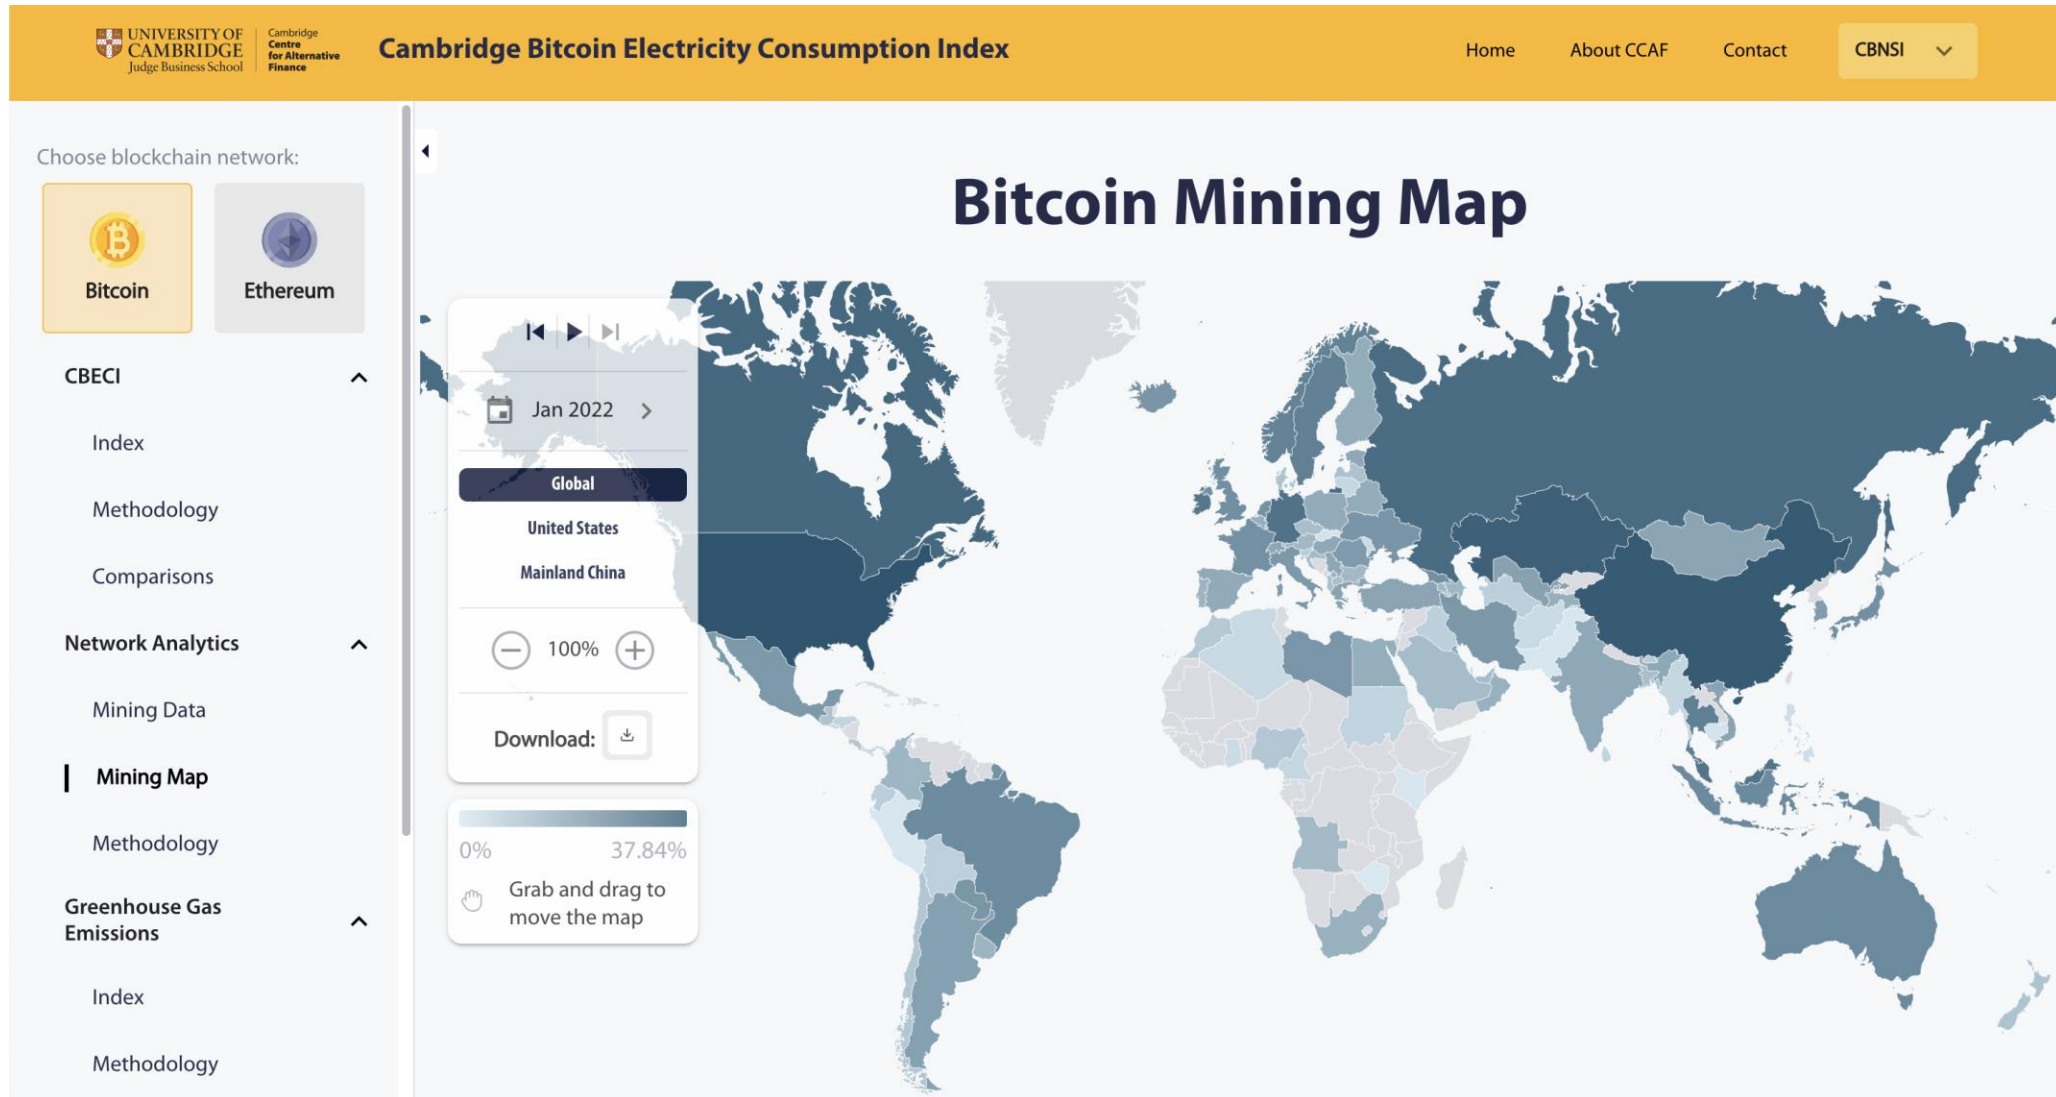 UNIVERSITY OF
CAMBRIDGE
Judge Business School
Cambridge
Centre
for Alternative
Finance
Cambridge Bitcoin Electricity Consumption Index
Home
About CCAF
Contact
CBNSI
Choose blockchain network:
Bitcoin
Ethereum
CBECI
Index
Methodology
Comparisons
Network Analytics
Mining Data
Mining Map
Methodology
Greenhouse Gas
Emissions
Index
Methodology
Bitcoin Mining Map
Jan 2022
Global
United States
Mainland China
100%
Download:
0%
37.84%
Grab and drag to
move the map